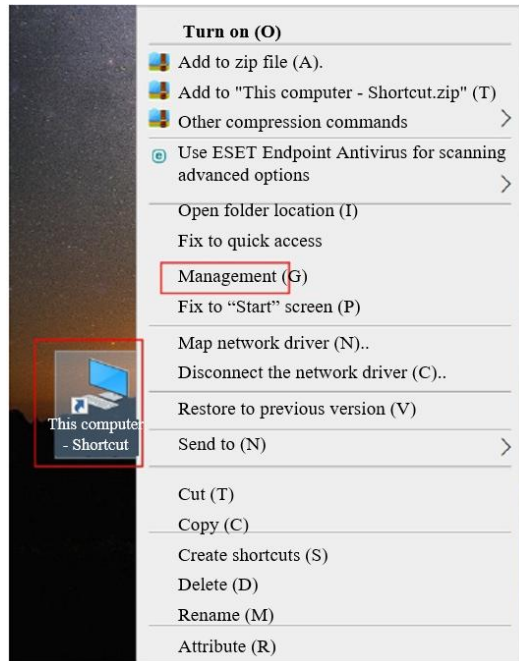 Turn on (O)
Add to zip file (A).
Add to "This computer - Shortcut.zip" (T)
Other compression commands
Use ESET Endpoint Antivirus for scanning
advanced options
Open folder location (I)
Fix to quick access
Management (G)
Fix to “Start” screen (P)
Map network driver (N)..
Disconnect the network driver (C)..
Restore to previous version (V)
This computer
- Shortcut
Send to (N)
Cut (T)
Copy (C)
Create shortcuts (S)
Delete (D)
Rename (M)
Attribute (R)